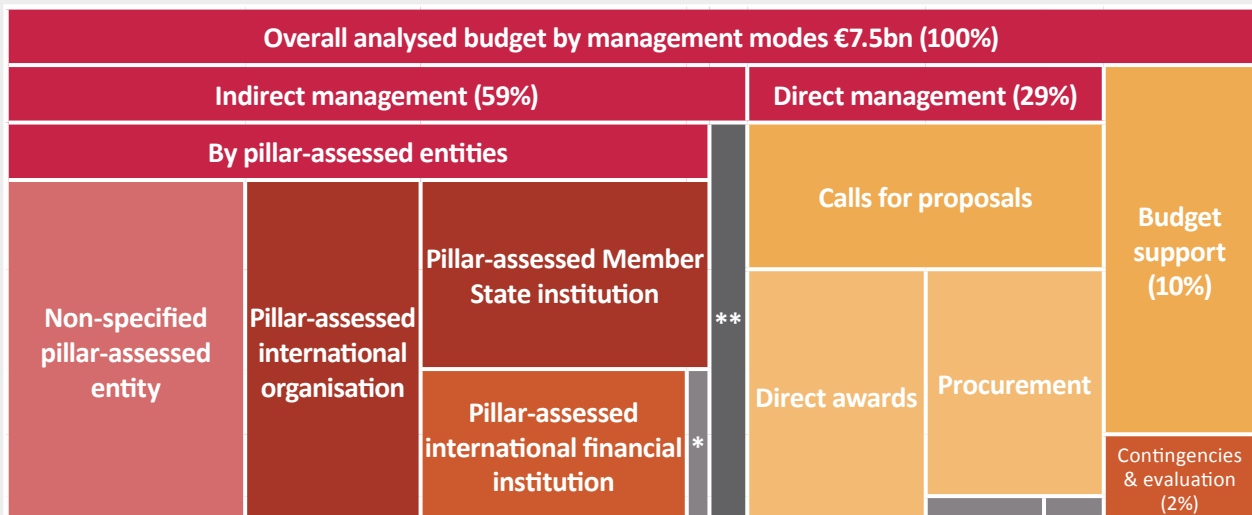 Overall analysed budget by management modes €7.5bn (100%)
Indirect management (59%)
Direct management (29%)
By pillar-assessed entities
Non-specified
pillar-assessed
entity
Pillar-assessed
international
organisation
Pillar-assessed Member
State institution
Pillar-assessed
international financial
institution
*
**
Calls for proposals
Direct awards
Procurement
Budget
support
(10%)
Contingencies
& evaluation
(2%)